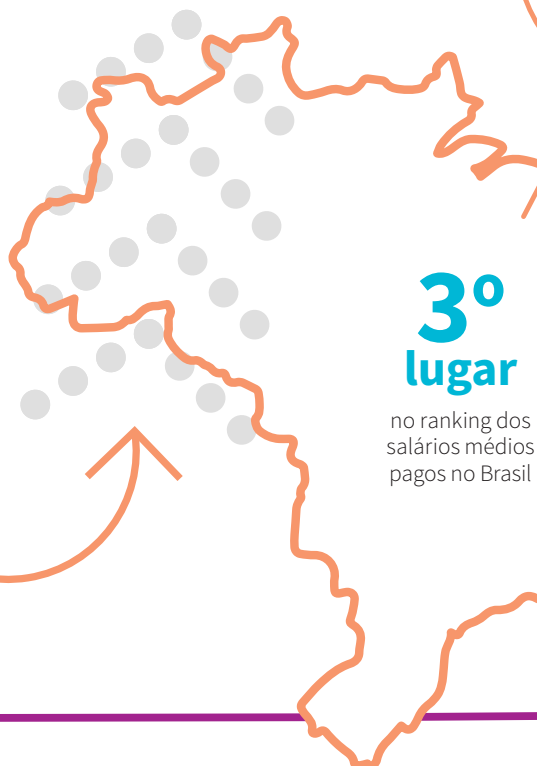 3º
lugar
no ranking dos
salários médios
pagos no Brasil